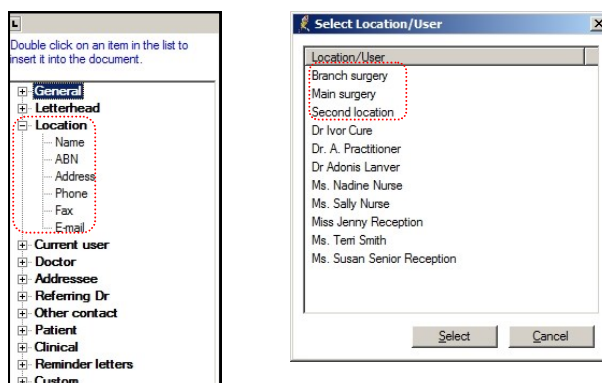 Double click on an item in the list to
insert it into the document.
General
Letterhead
Location
Name
ABN
Address
Phone
Fax
E-mail
Current user
Doctor
Addressee
Referring Dr
Other contact
Patient
Clinical
Reminder letters
Custom
Select Location/User
Location/User
Branch surgery
Main surgery
Second location
Dr Ivor Cure
Dr. A. Practitioner
Dr Adonis Lanver
Ms. Nadine Nurse
Ms. Sally Nurse
Miss Jenny Reception
Ms. Terri Smith
Ms. Susan Senior Reception
Select Cancel